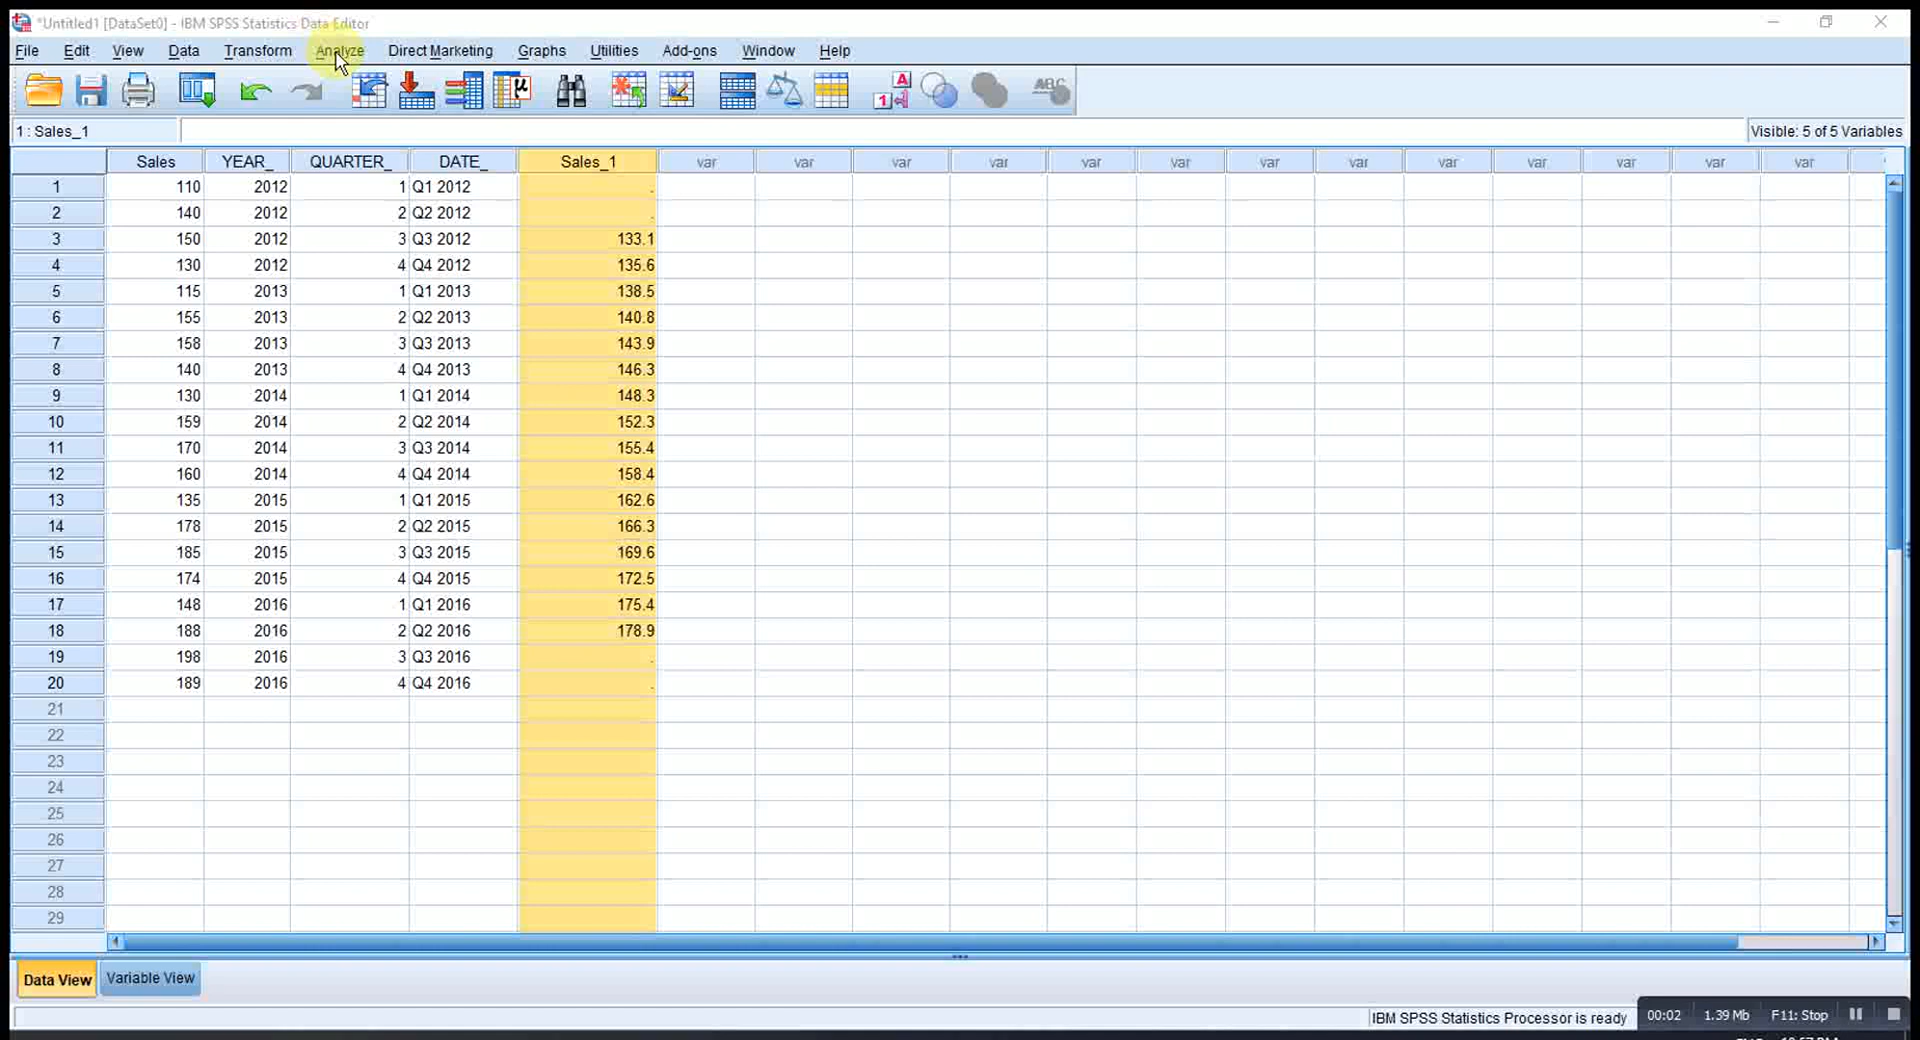 *Untitled1 [DataSet0] - IBM SPSS Statistics Data Editor
File Edit View Data Transform Analyze Direct Marketing Graphs Utilities Add-ons Window Help
1 : Sales_1 Visible: 5 of 5 Variables
Sales YEAR_ QUARTER_ DATE_ Sales_1 var var var var var var var var var var var var var
1 110 2012 1 Q1 2012 .
2 140 2012 2 Q2 2012 .
3 150 2012 3 Q3 2012 133.1
4 130 2012 4 Q4 2012 135.6
5 115 2013 1 Q1 2013 138.5
6 155 2013 2 Q2 2013 140.8
7 158 2013 3 Q3 2013 143.9
8 140 2013 4 Q4 2013 146.3
9 130 2014 1 Q1 2014 148.3
10 159 2014 2 Q2 2014 152.3
11 170 2014 3 Q3 2014 155.4
12 160 2014 4 Q4 2014 158.4
13 135 2015 1 Q1 2015 162.6
14 178 2015 2 Q2 2015 166.3
15 185 2015 3 Q3 2015 169.6
16 174 2015 4 Q4 2015 172.5
17 148 2016 1 Q1 2016 175.4
18 188 2016 2 Q2 2016 178.9
19 198 2016 3 Q3 2016 .
20 189 2016 4 Q4 2016 .
21
22
23
24
25
26
27
28
29
Data View Variable View
IBM SPSS Statistics Processor is ready 00:02 1.39 Mb F11: Stop